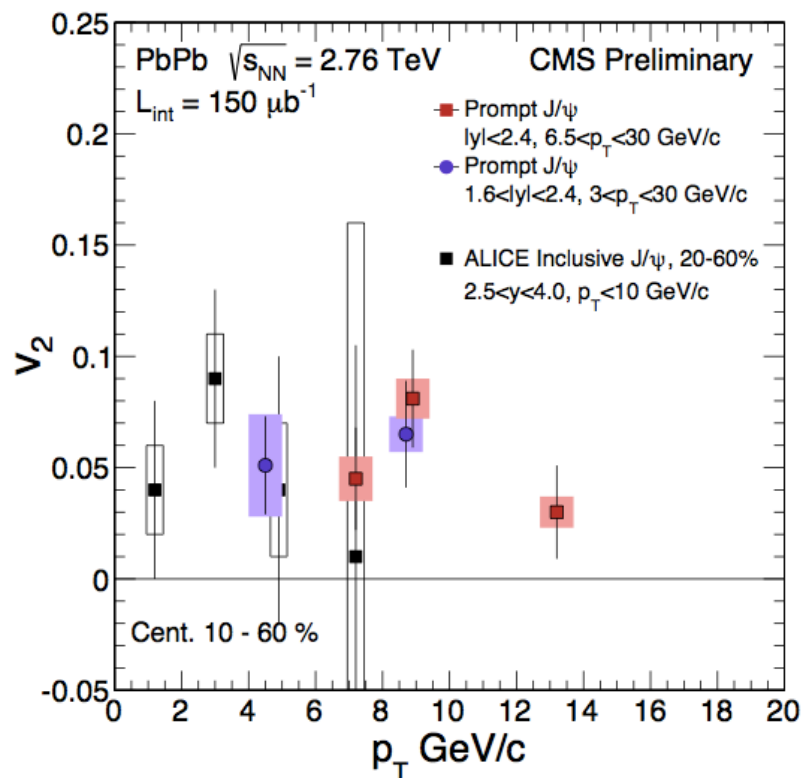 PbPb √s_NN = 2.76 TeV
CMS Preliminary
L_int = 150 μb⁻¹
Prompt J/ψ
|y|<2.4, 6.5<p_T<30 GeV/c
Prompt J/ψ
1.6<|y|<2.4, 3<p_T<30 GeV/c
ALICE Inclusive J/ψ, 20-60%
2.5<y<4.0, p_T<10 GeV/c
Cent. 10 - 60 %
v_2
0.25
0.2
0.15
0.1
0.05
0
-0.05
0 2 4 6 8 10 12 14 16 18 20
p_T GeV/c